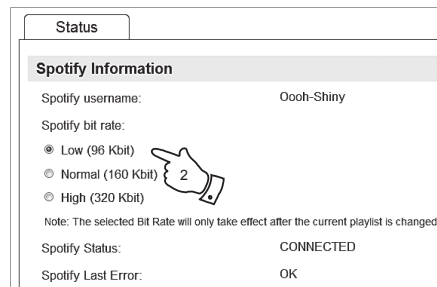 Status
Spotify Information
Spotify username: Oooh-Shiny
Spotify bit rate:
Low (96 Kbit)
Normal (160 Kbit)
2
High (320 Kbit)
Note: The selected Bit Rate will only take effect after the current playlist is changed
Spotify Status: CONNECTED
Spotify Last Error: OK